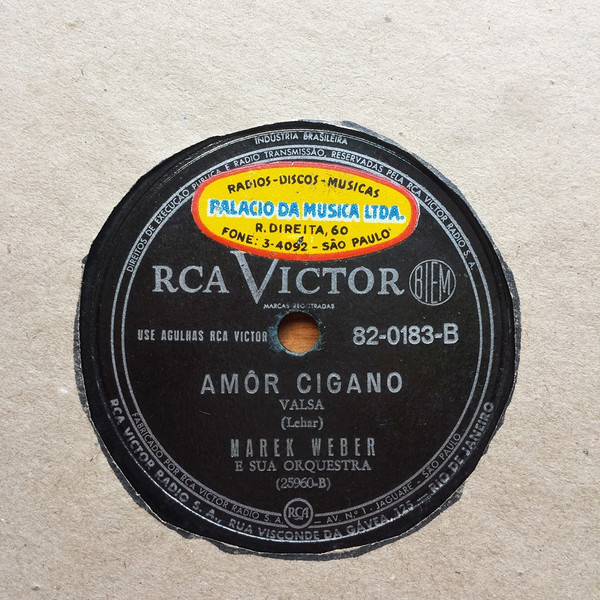 INDÚSTRIA BRASILEIRA
DIREITOS DE EXECUÇÃO PÚBLICA E RADIO TRANSMISSÃO, RESERVADAS PELA RCA VICTOR RADIO S.A.
RADIOS-DISCOS-MUSICAS
PALACIO DA MUSICA LTDA.
R. DIREITA, 60
FONE: 3-4092 - SÃO PAULO
RCA VICTOR BIEM
MARCAS REGISTRADAS
USE AGULHAS RCA VICTOR 82-0183-B
AMÔR CIGANO
VALSA
(Lehar)
MAREK WEBER
E SUA ORQUESTRA
(25960-B)
RCA
FABRICADO POR RCA VICTOR RADIO S.A. — AV. Nº 1 - JAGUARE - SÃO PAULO
RCA VICTOR RADIO S.A., RUA VISCONDE DA GÁVEA, 125 — RIO DE JANEIRO